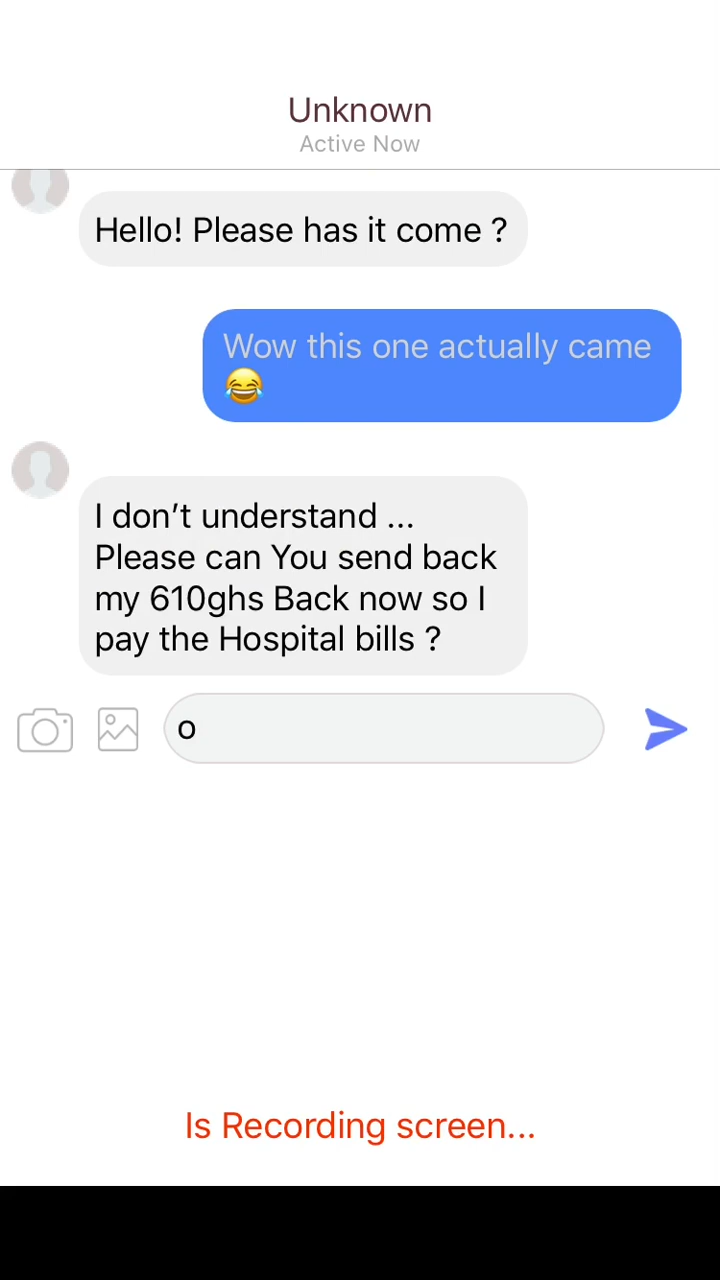 Unknown
Active Now
Hello! Please has it come ?
Wow this one actually came
😂
I don’t understand ...
Please can You send back
my 610ghs Back now so I
pay the Hospital bills ?
o
Is Recording screen...